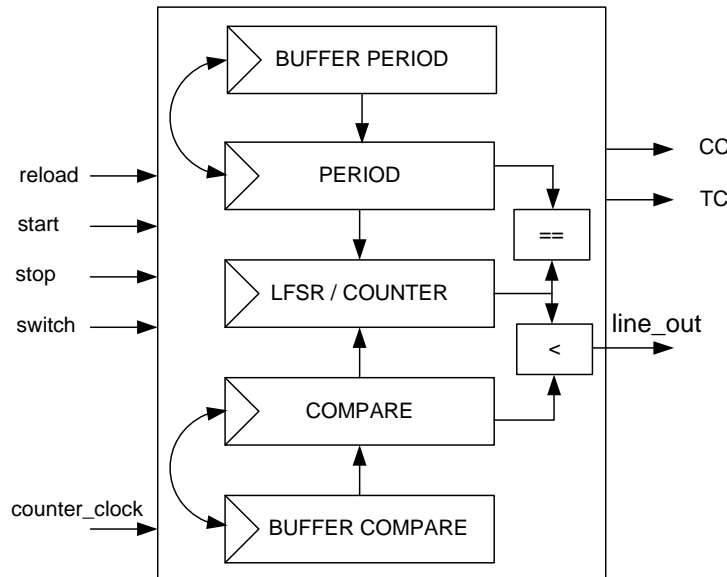 BUFFER PERIOD
PERIOD
LFSR / COUNTER
COMPARE
BUFFER COMPARE
==
<
reload
start
stop
switch
counter_clock
CC
TC
line_out